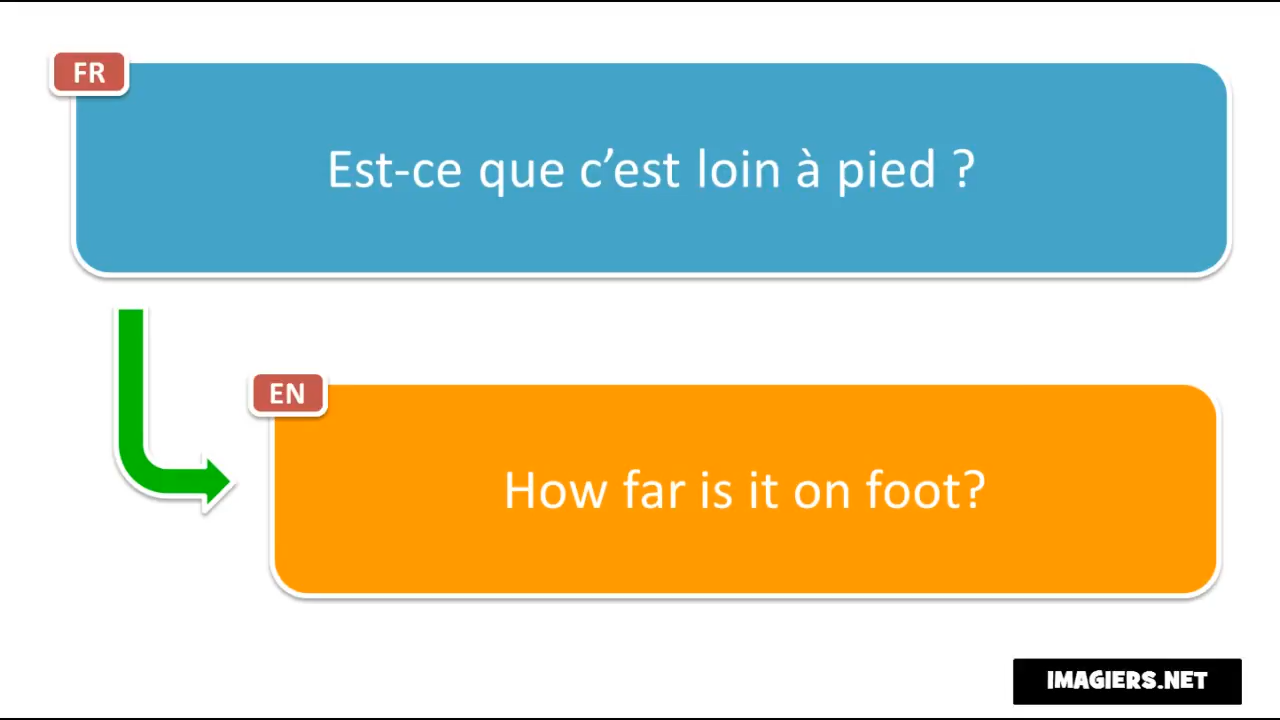 FR
Est-ce que c’est loin à pied ?
EN
How far is it on foot?
IMAGIERS.NET